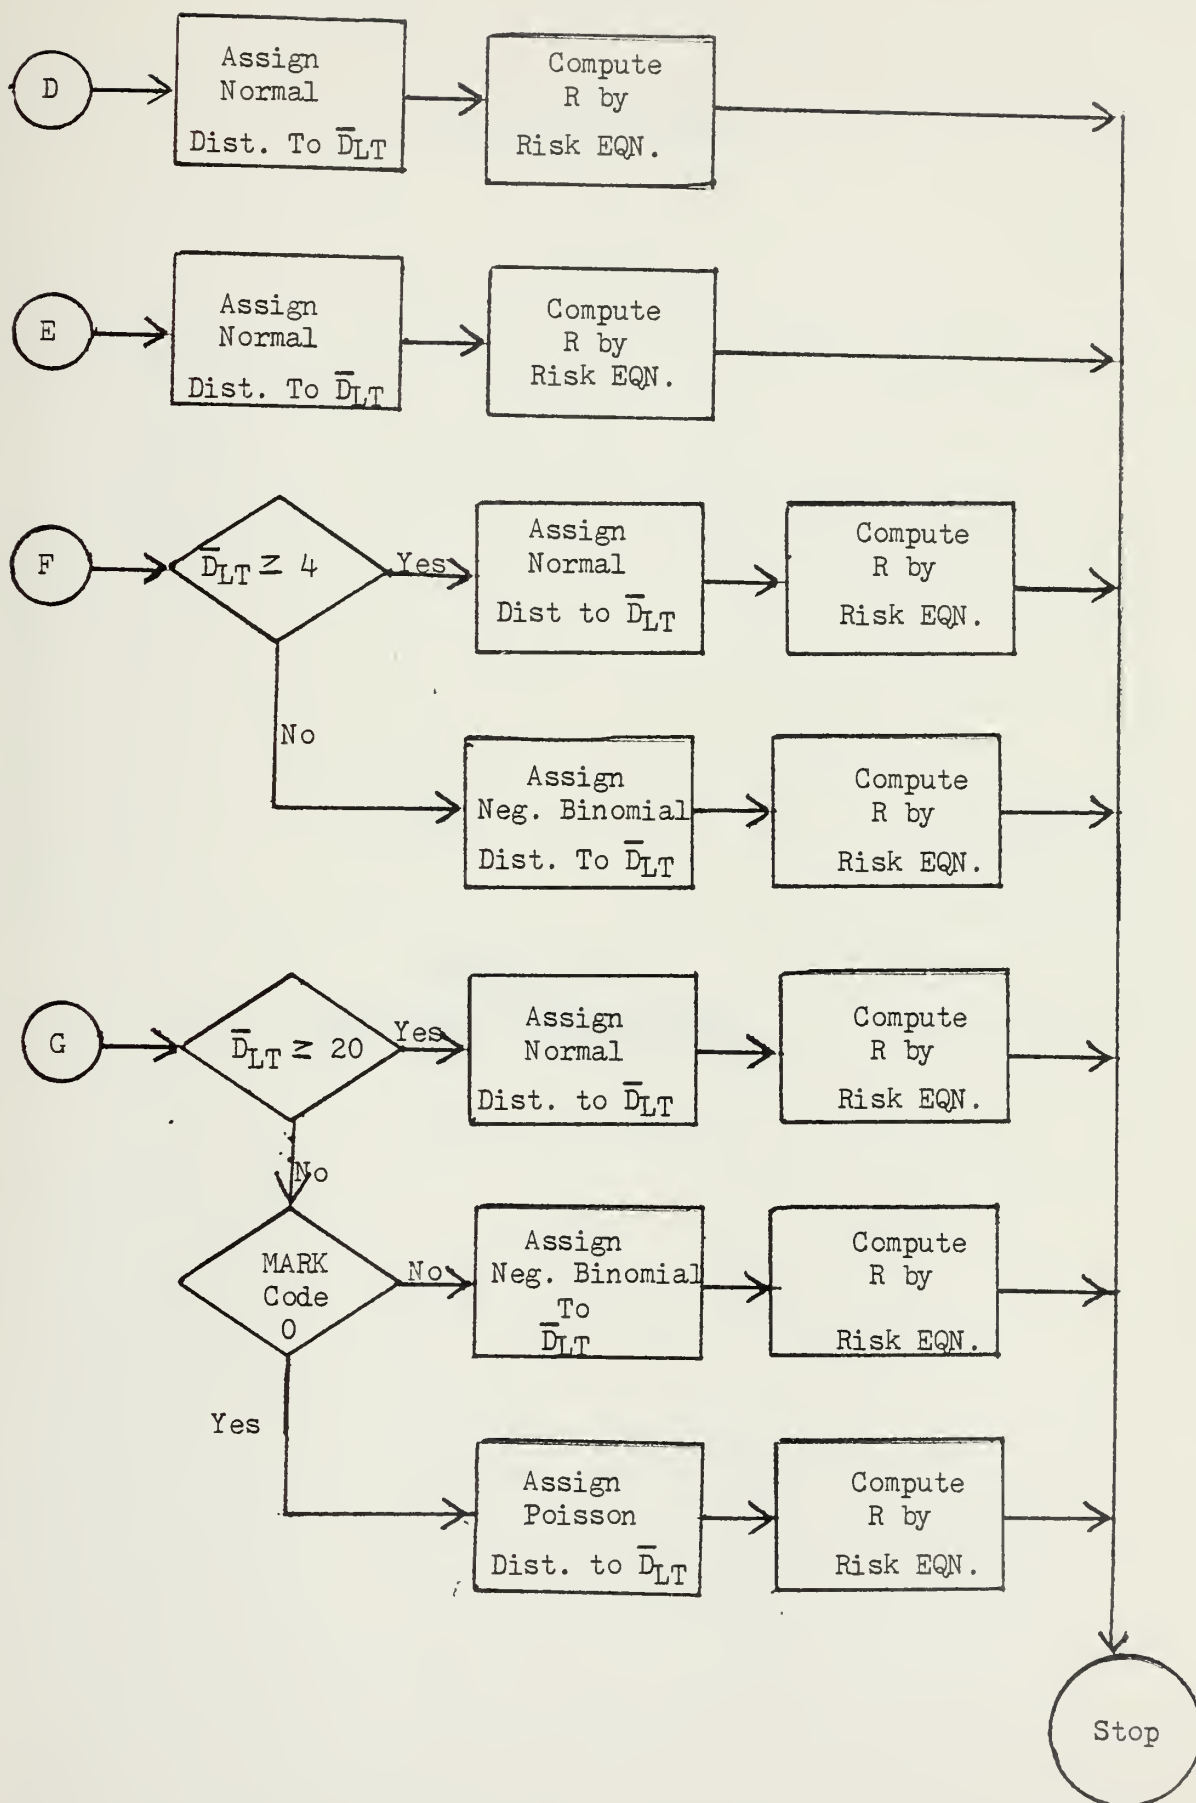 D
Assign
Normal
Dist. To D̅LT
Compute
R by
Risk EQN.
E
Assign
Normal
Dist. To D̅LT
Compute
R by
Risk EQN.
F
D̅LT ≥ 4
Yes
Assign
Normal
Dist to D̅LT
Compute
R by
Risk EQN.
No
Assign
Neg. Binomial
Dist. To D̅LT
Compute
R by
Risk EQN.
G
D̅LT ≥ 20
Yes
Assign
Normal
Dist. to D̅LT
Compute
R by
Risk EQN.
No
MARK
Code
0
No
Assign
Neg. Binomial
To
D̅LT
Compute
R by
Risk EQN.
Yes
Assign
Poisson
Dist. to D̅LT
Compute
R by
Risk EQN.
Stop